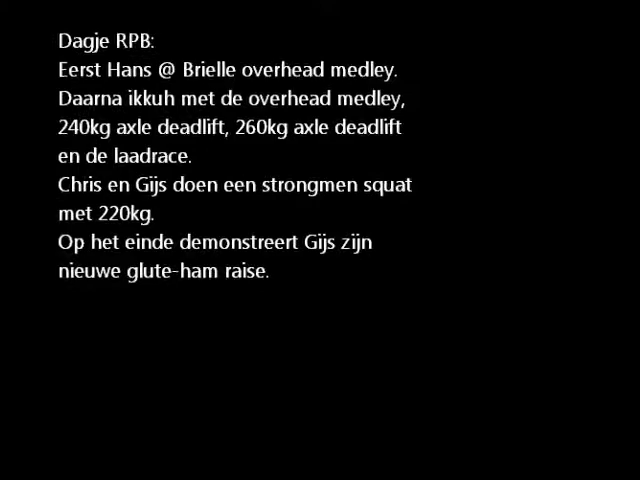 Dagje RPB:
Eerst Hans @ Brielle overhead medley.
Daarna ikkuh met de overhead medley,
240kg axle deadlift, 260kg axle deadlift
en de laadrace.
Chris en Gijs doen een strongmen squat
met 220kg.
Op het einde demonstreert Gijs zijn
nieuwe glute-ham raise.